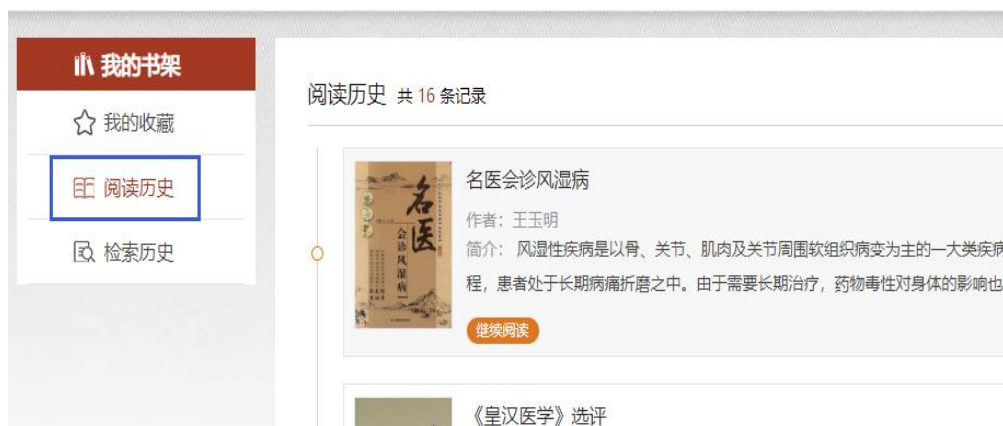 我的书架
我的收藏
阅读历史
检索历史
阅读历史 共 16 条记录
名医
会诊风湿病
名医会诊风湿病
作者：王玉明
简介： 风湿性疾病是以骨、关节、肌肉及关节周围软组织病变为主的一大类疾病
程，患者处于长期病痛折磨之中。由于需要长期治疗，药物毒性对身体的影响也
继续阅读
《皇汉医学》选评